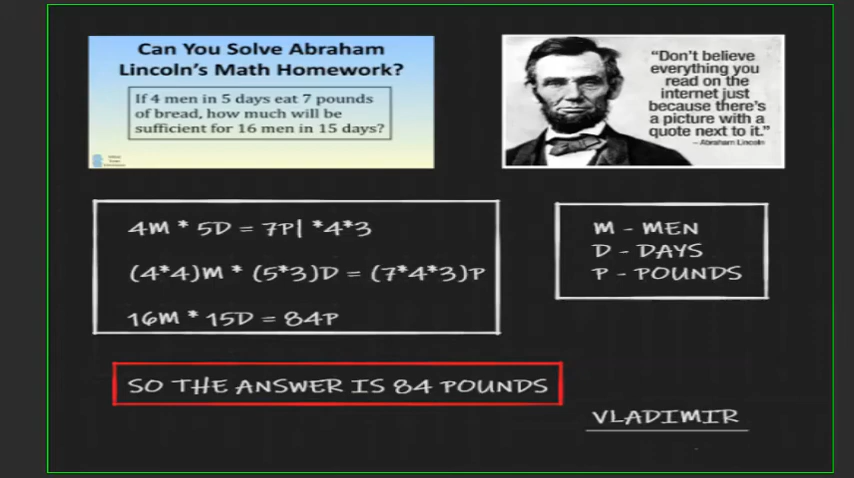 Can You Solve Abraham
Lincoln's Math Homework?
If 4 men in 5 days eat 7 pounds
of bread, how much will be
sufficient for 16 men in 15 days?
"Don't believe
everything you
read on the
internet just
because there's
a picture with a
quote next to it."
– Abraham Lincoln
4M * 5D = 7P| *4*3
(4*4)M * (5*3)D = (7*4*3)P
16M * 15D = 84P
M - MEN
D - DAYS
P - POUNDS
SO THE ANSWER IS 84 POUNDS
VLADIMIR